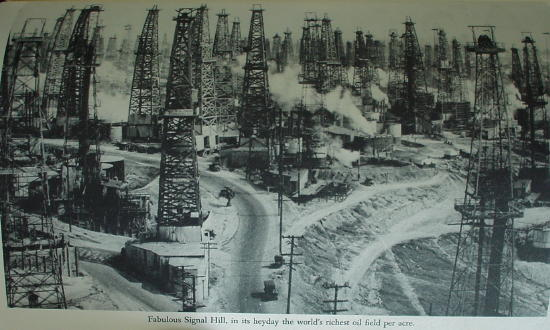 Fabulous Signal Hill, in its heyday the world's richest oil field per acre.